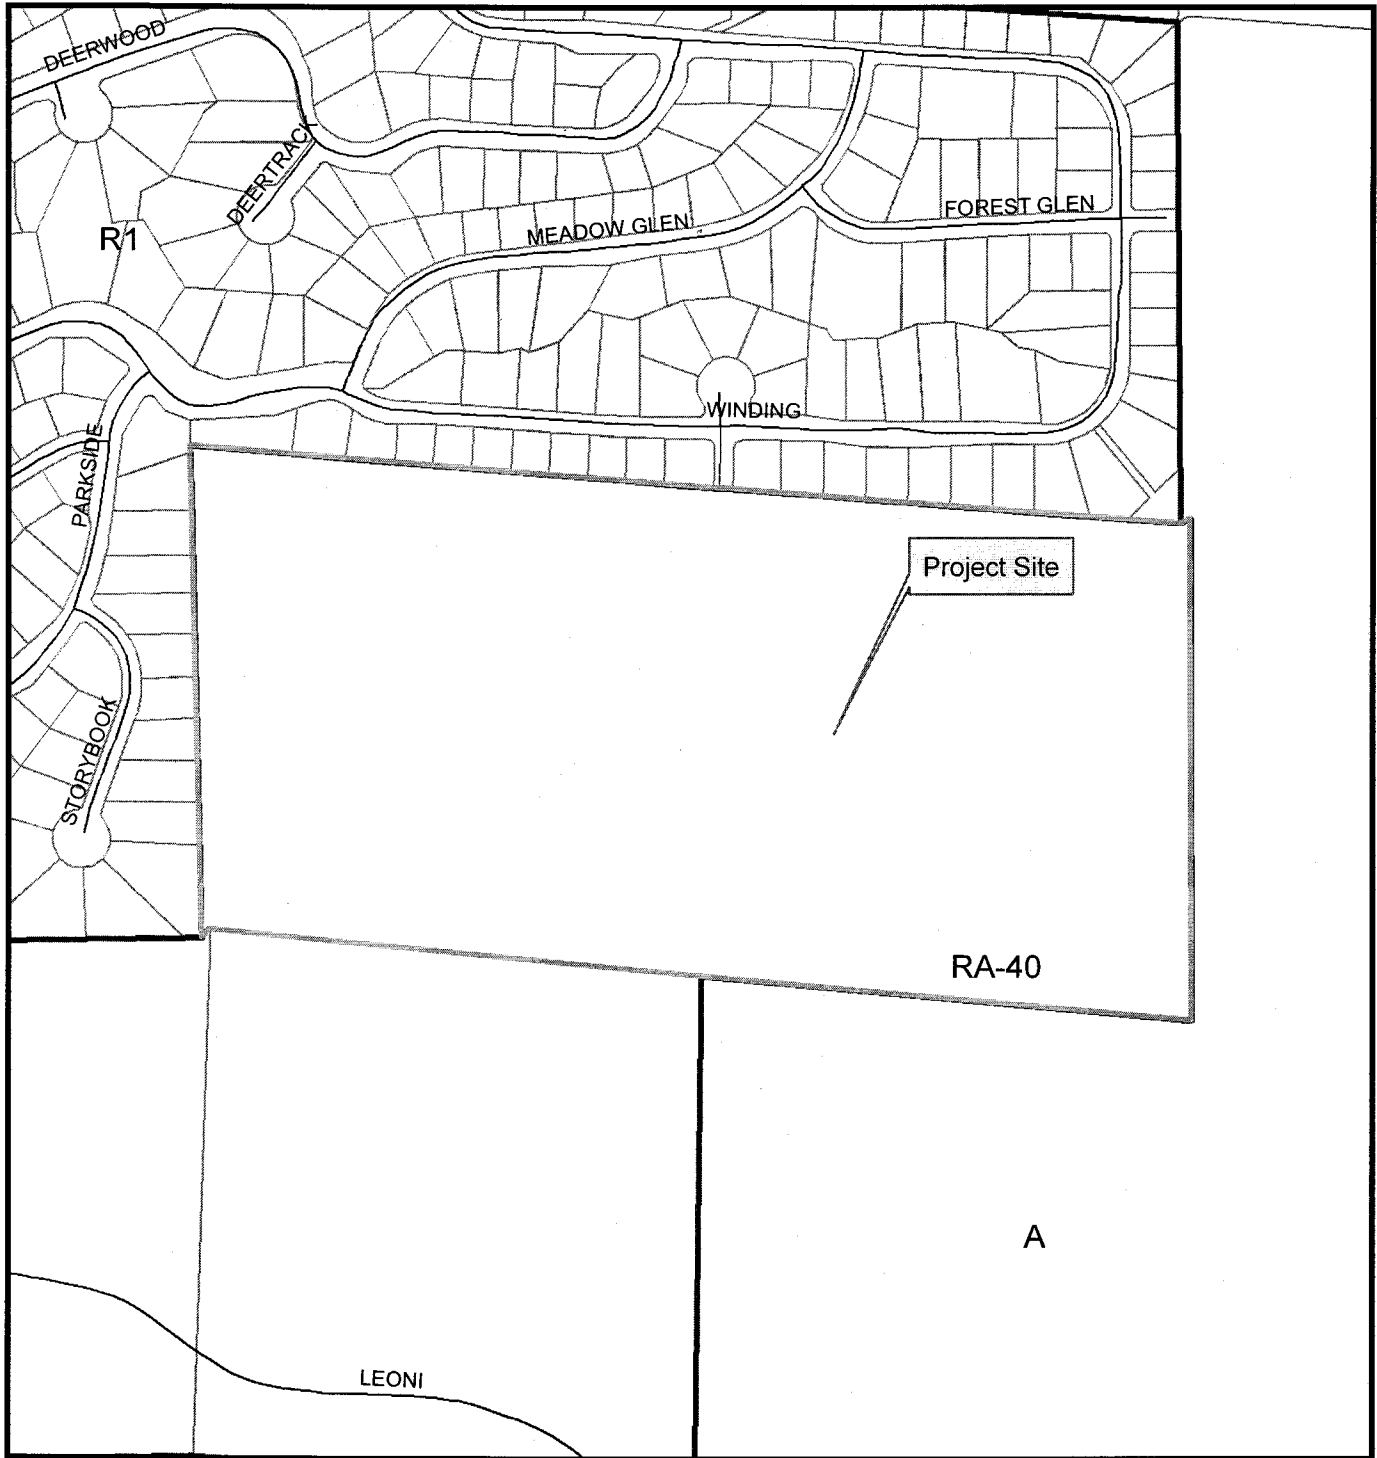 DEERWOOD
DEERTRACK
R1
MEADOW GLEN
FOREST GLEN
WINDING
PARKSIDE
Project Site
STORYBOOK
RA-40
A
LEONI